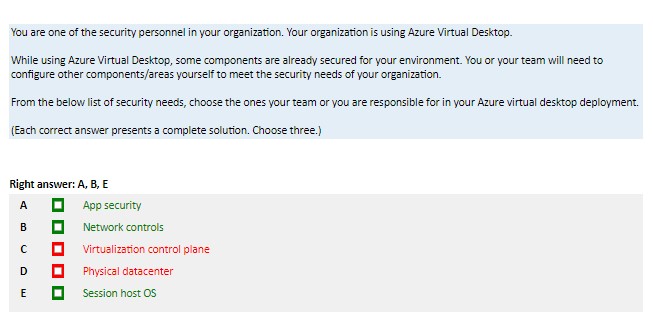 You are one of the security personnel in your organization. Your organization is using Azure Virtual Desktop.
While using Azure Virtual Desktop, some components are already secured for your environment. You or your team will need to
configure other components/areas yourself to meet the security needs of your organization.
From the below list of security needs, choose the ones your team or you are responsible for in your Azure virtual desktop deployment.
(Each correct answer presents a complete solution. Choose three.)
Right answer: A, B, E
A App security
B Network controls
C Virtualization control plane
D Physical datacenter
E Session host OS